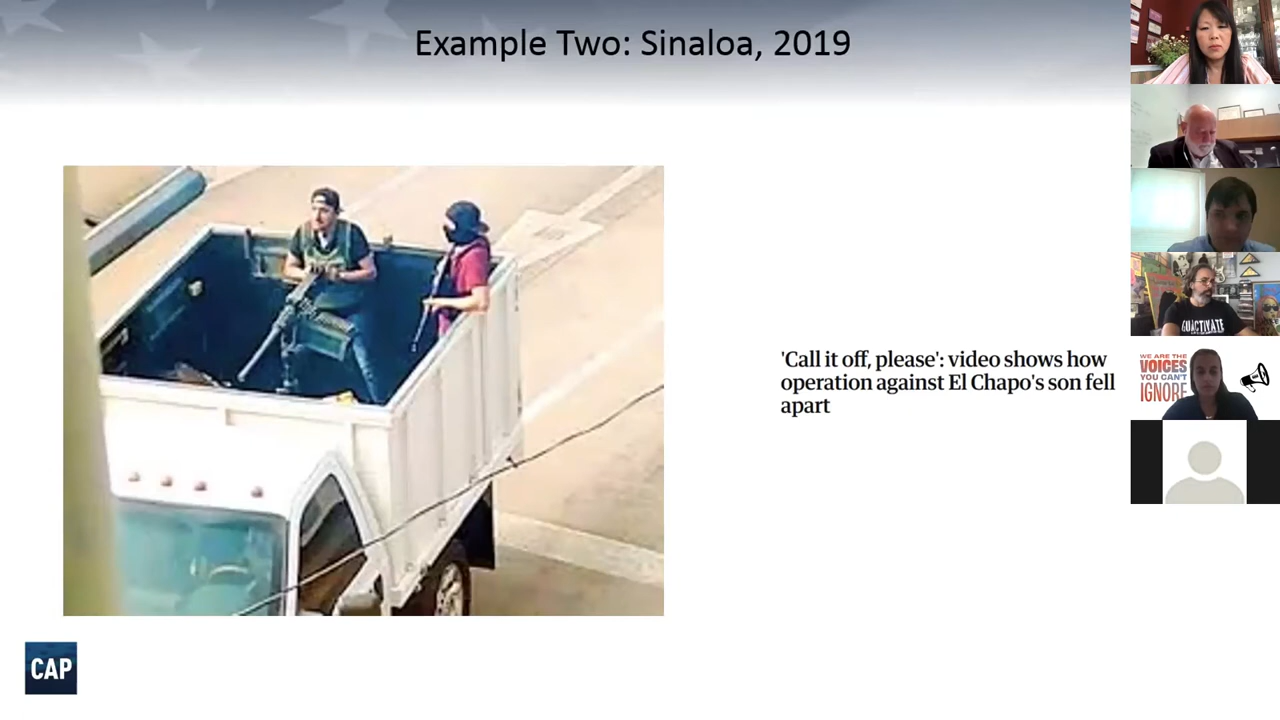 Example Two: Sinaloa, 2019
'Call it off, please': video shows how
operation against El Chapo's son fell
apart
CAP
WE ARE THE
VOICES
YOU CAN'T
IGNORE